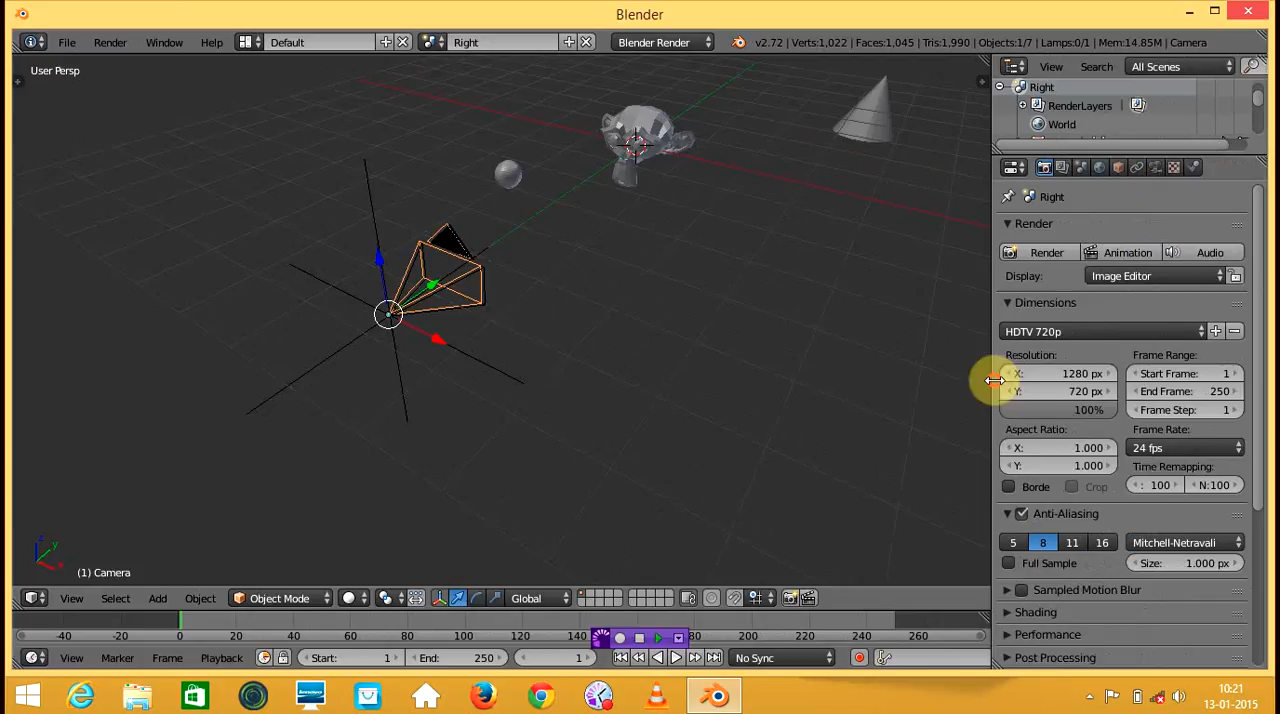 Blender
File Render Window Help Default Right Blender Render v2.72 | Verts:1,022 | Faces:1,045 | Tris:1,990 | Objects:1/7 | Lamps:0/1 | Mem:14.85M | Camera
User Persp
View Search All Scenes
Right
RenderLayers
World
Right
Render
Render Animation Audio
Display: Image Editor
Dimensions
HDTV 720p
Resolution: Frame Range:
X: 1280 px Start Frame: 1
Y: 720 px End Frame: 250
100% Frame Step: 1
Aspect Ratio: Frame Rate:
X: 1.000 24 fps
Y: 1.000 Time Remapping:
Borde Crop : 100 N:100
Anti-Aliasing
5 8 11 16 Mitchell-Netravali
Full Sample Size: 1.000 px
Sampled Motion Blur
Shading
Performance
Post Processing
(1) Camera
View Select Add Object Object Mode Global
-40 -20 0 20 40 60 80 100 120 140 80 200 220 240 260
View Marker Frame Playback Start: 1 End: 250 1 No Sync
10:21
13-01-2015